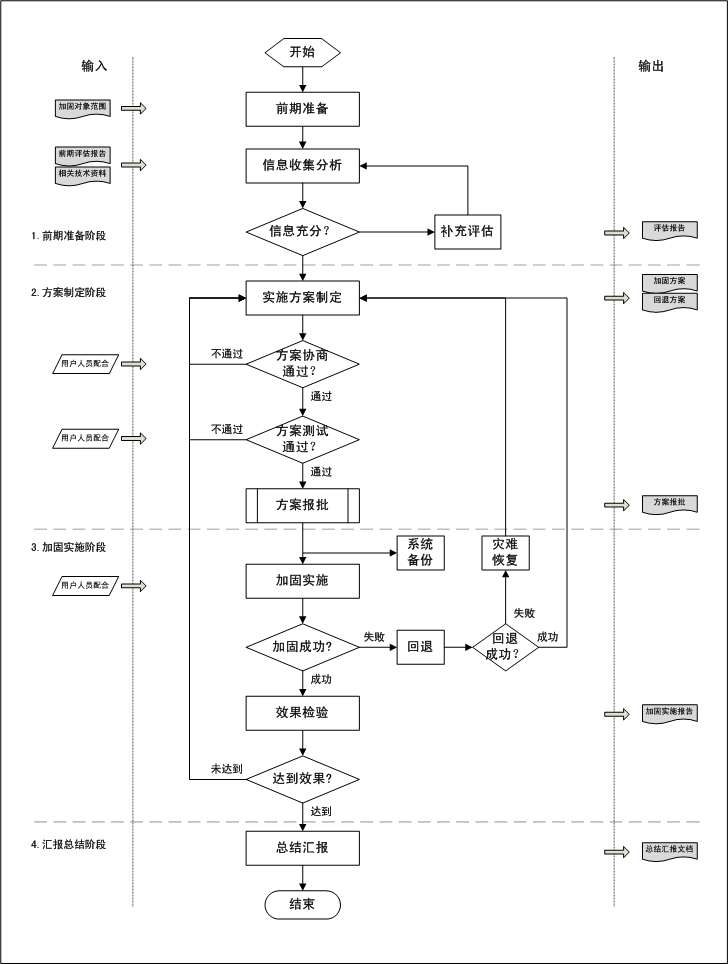 开始
输入
输出
加固对象范围
前期准备
前期评估报告
相关技术资料
信息收集分析
1. 前期准备阶段
信息充分？
补充评估
评估报告
2. 方案制定阶段
实施方案制定
加固方案
回退方案
用户人员配合
不通过
方案协商
通过？
通过
用户人员配合
不通过
方案测试
通过？
通过
方案报批
方案报批
3. 加固实施阶段
系统
备份
灾难
恢复
用户人员配合
加固实施
失败
加固成功?
失败
回退
回退
成功？
成功
成功
效果检验
加固实施报告
未达到
达到效果?
达到
4. 汇报总结阶段
总结汇报
总结汇报文档
结束